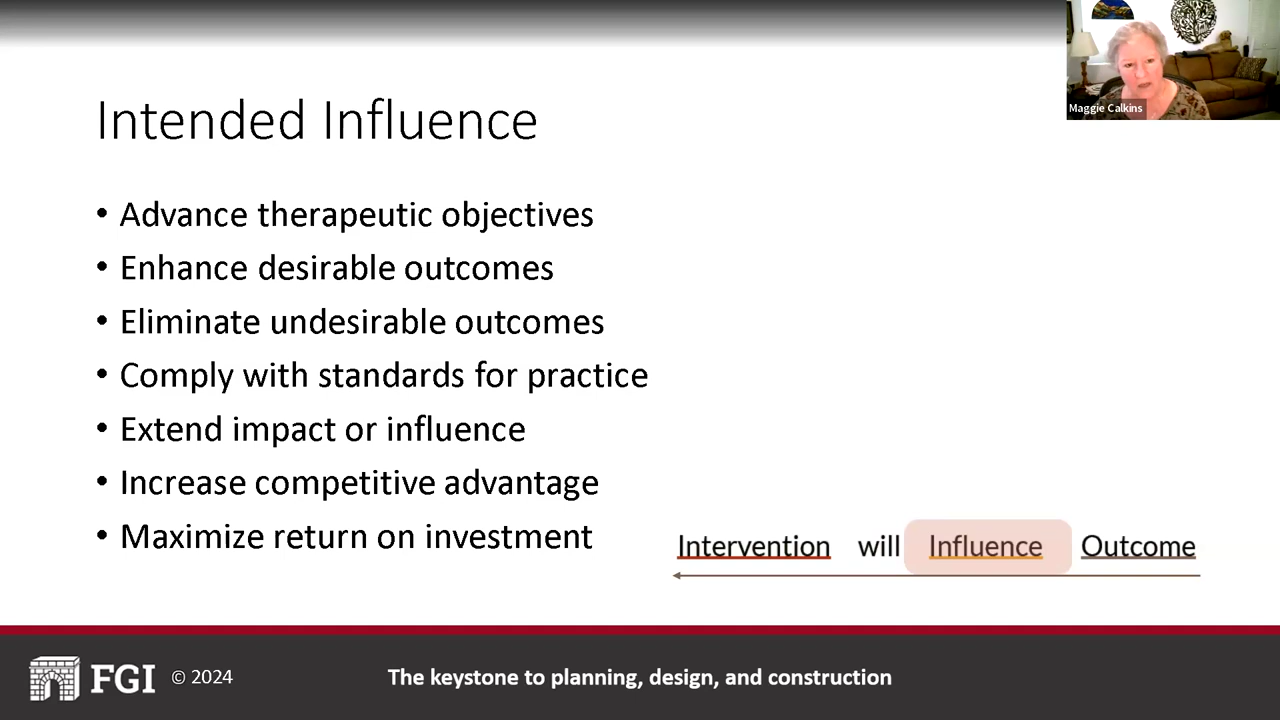 Maggie Calkins
Intended Influence
• Advance therapeutic objectives
• Enhance desirable outcomes
• Eliminate undesirable outcomes
• Comply with standards for practice
• Extend impact or influence
• Increase competitive advantage
• Maximize return on investment
Intervention will Influence Outcome
FGI © 2024 The keystone to planning, design, and construction